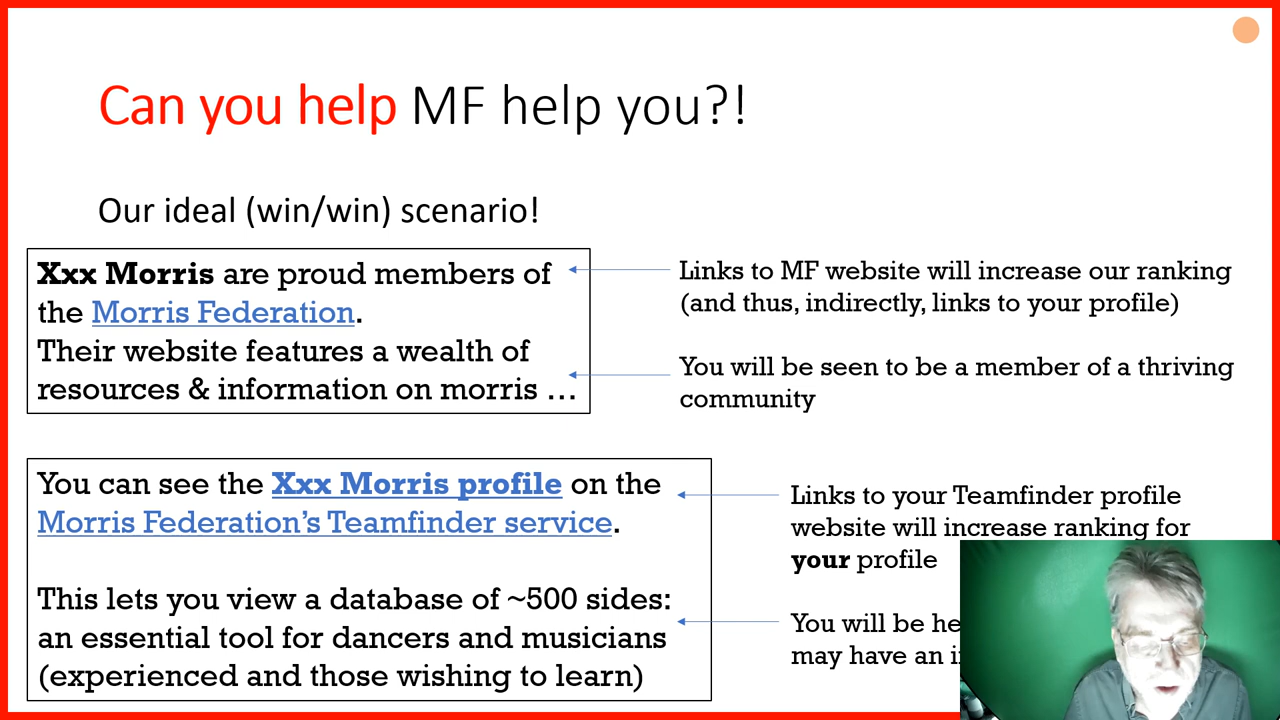 Can you help MF help you?!
Our ideal (win/win) scenario!
Xxx Morris are proud members of
the Morris Federation.
Their website features a wealth of
resources & information on morris …
Links to MF website will increase our ranking
(and thus, indirectly, links to your profile)
You will be seen to be a member of a thriving
community
You can see the Xxx Morris profile on the
Morris Federation’s Teamfinder service.
This lets you view a database of ~500 sides:
an essential tool for dancers and musicians
(experienced and those wishing to learn)
Links to your Teamfinder profile
website will increase ranking for
your profile
You will be
may have an